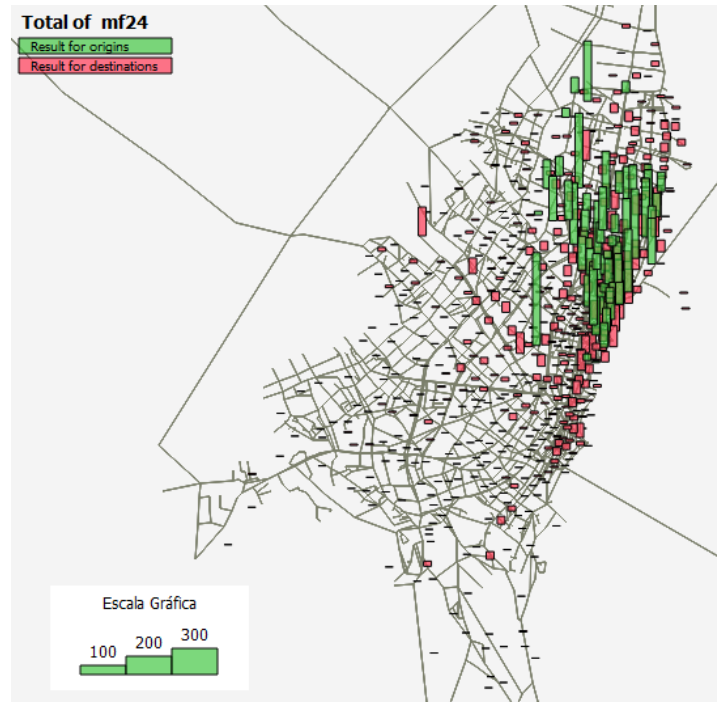 Total of mf24
Result for origins
Result for destinations
Escala Gráfica
100 200 300